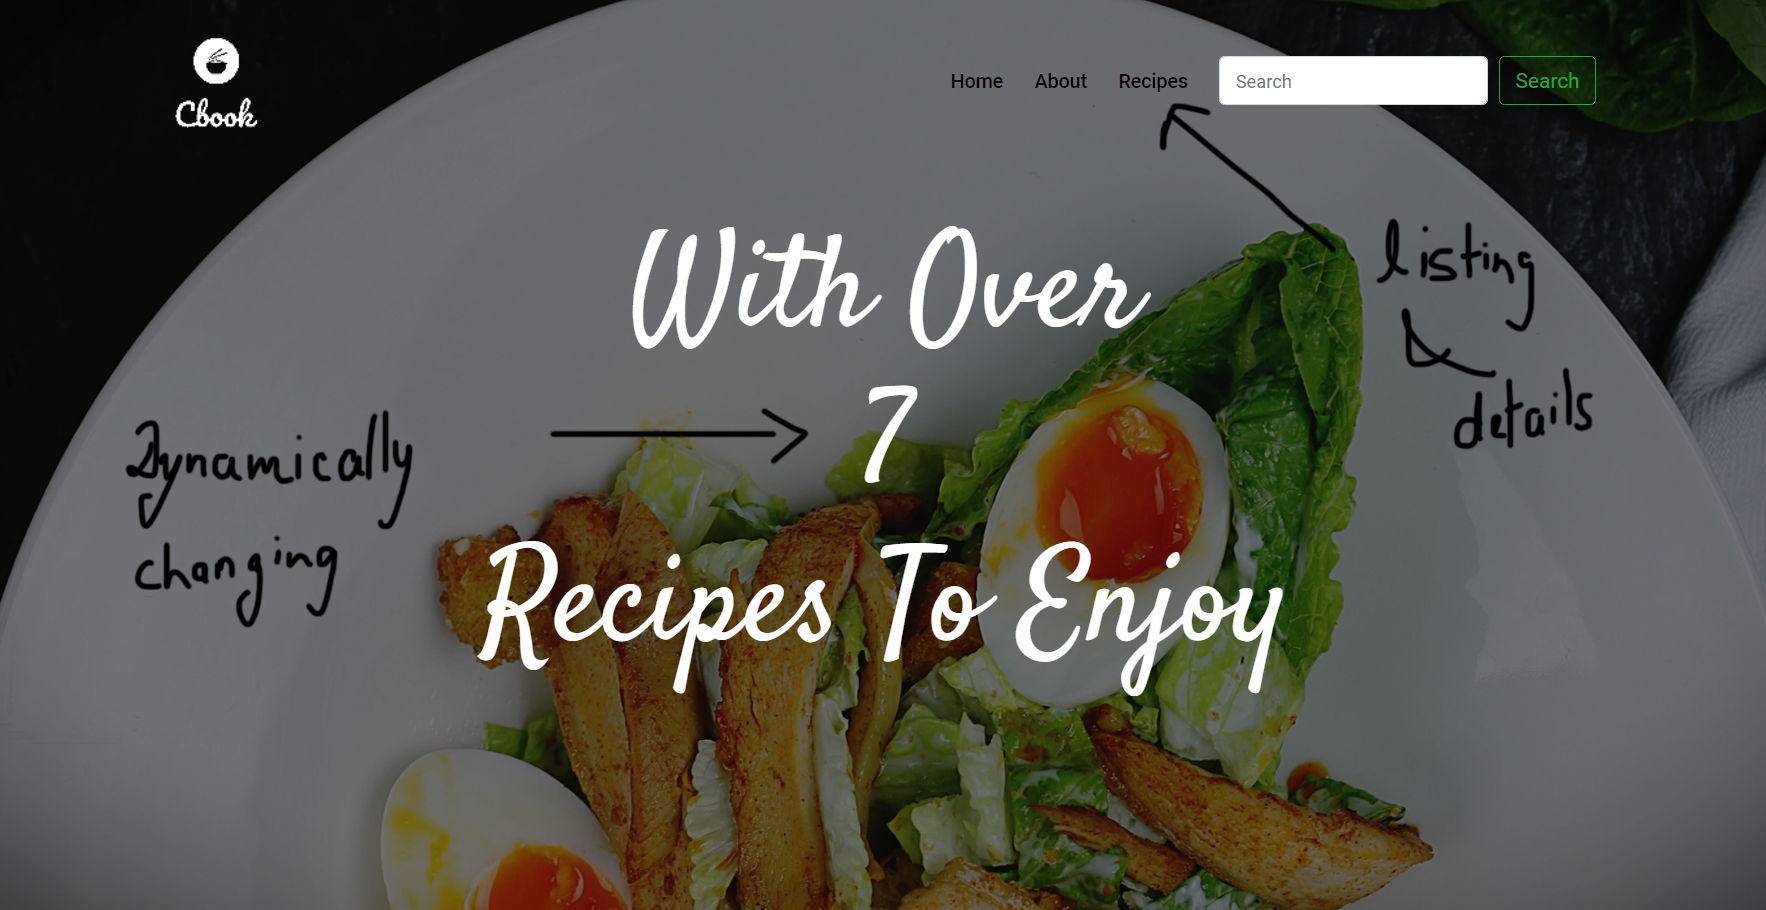 Cbook
Home About Recipes Search Search
With Over
7
Recipes To Enjoy
Dynamically
changing
listing
details